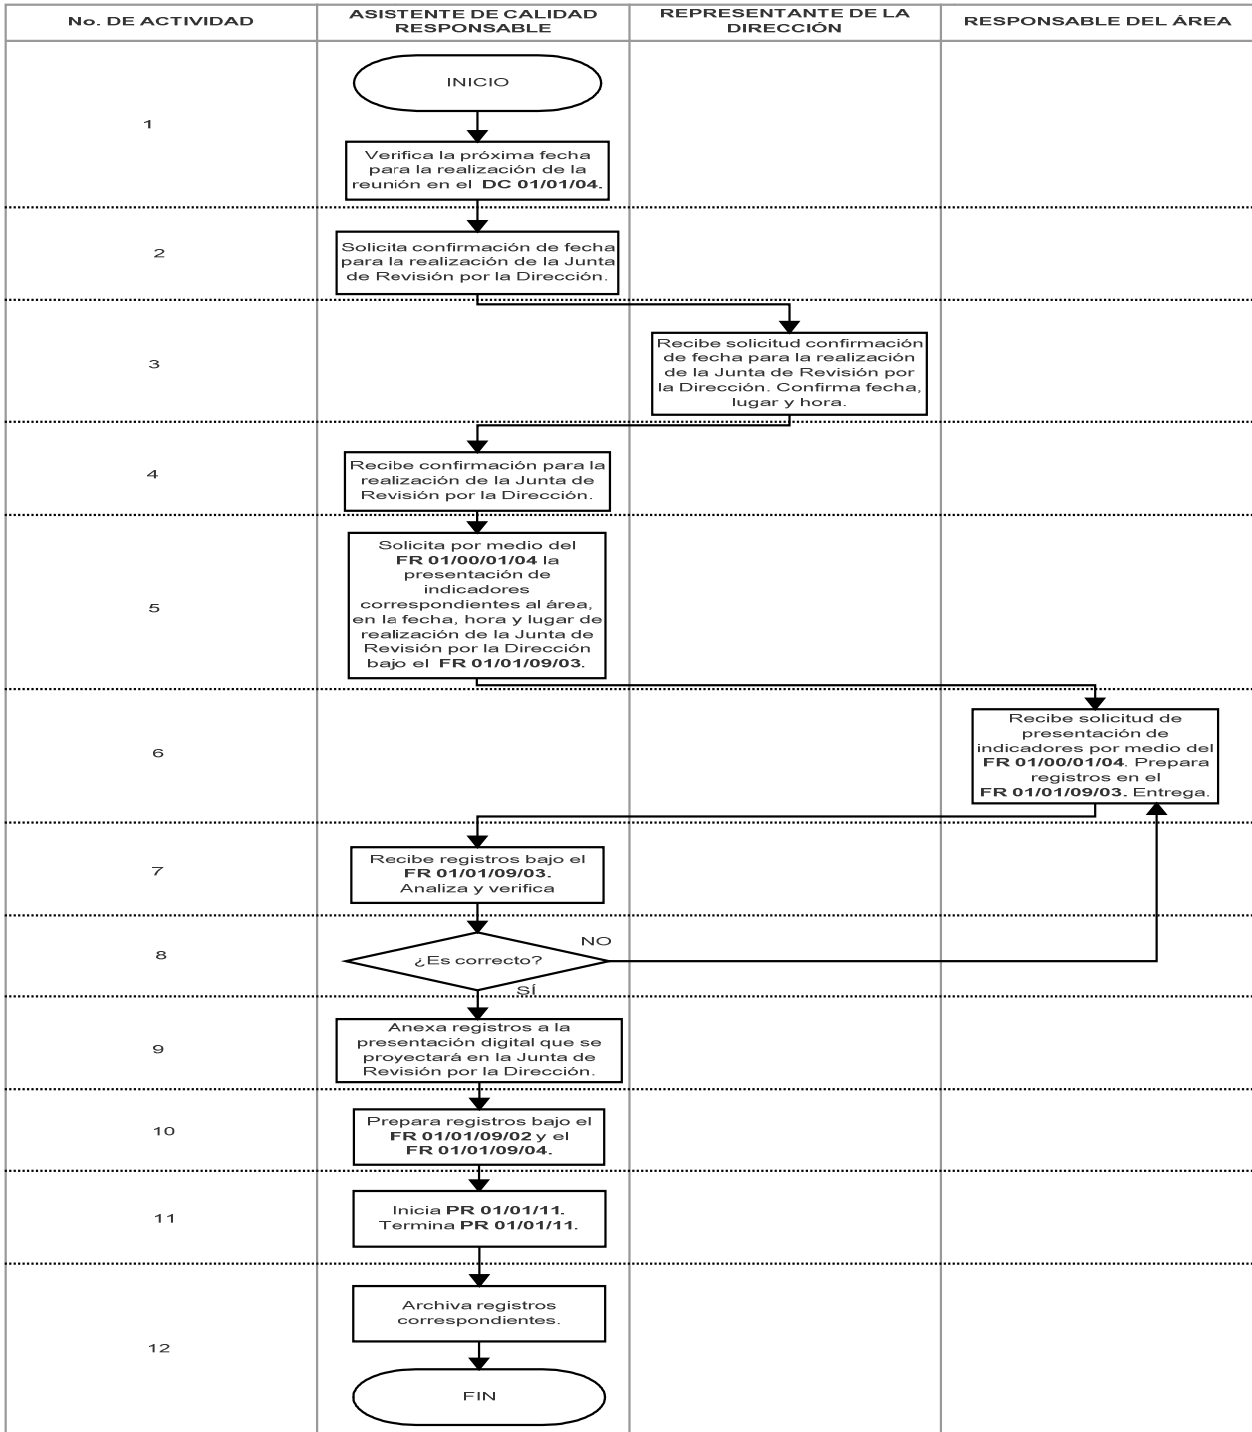 No. DE ACTIVIDAD
ASISTENTE DE CALIDAD
RESPONSABLE
REPRESENTANTE DE LA
DIRECCIÓN
RESPONSABLE DEL ÁREA
1
INICIO
Verifica la próxima fecha
para la realización de la
reunión en el DC 01/01/04.
2
Solicita confirmación de fecha
para la realización de la Junta
de Revisión por la Dirección.
3
Recibe solicitud confirmación
de fecha para la realización
de la Junta de Revisión por
la Dirección. Confirma fecha,
lugar y hora.
4
Recibe confirmación para la
realización de la Junta de
Revisión por la Dirección.
5
Solicita por medio del
FR 01/00/01/04 la
presentación de
indicadores
correspondientes al área,
en la fecha, hora y lugar de
realización de la Junta de
Revisión por la Dirección
bajo el FR 01/01/09/03.
6
Recibe solicitud de
presentación de
indicadores por medio del
FR 01/00/01/04. Prepara
registros en el
FR 01/01/09/03. Entrega.
7
Recibe registros bajo el
FR 01/01/09/03.
Analiza y verifica
8
¿Es correcto?
NO
SÍ
9
Anexa registros a la
presentación digital que se
proyectará en la Junta de
Revisión por la Dirección.
10
Prepara registros bajo el
FR 01/01/09/02 y el
FR 01/01/09/04.
11
Inicia PR 01/01/11.
Termina PR 01/01/11.
12
Archiva registros
correspondientes.
FIN